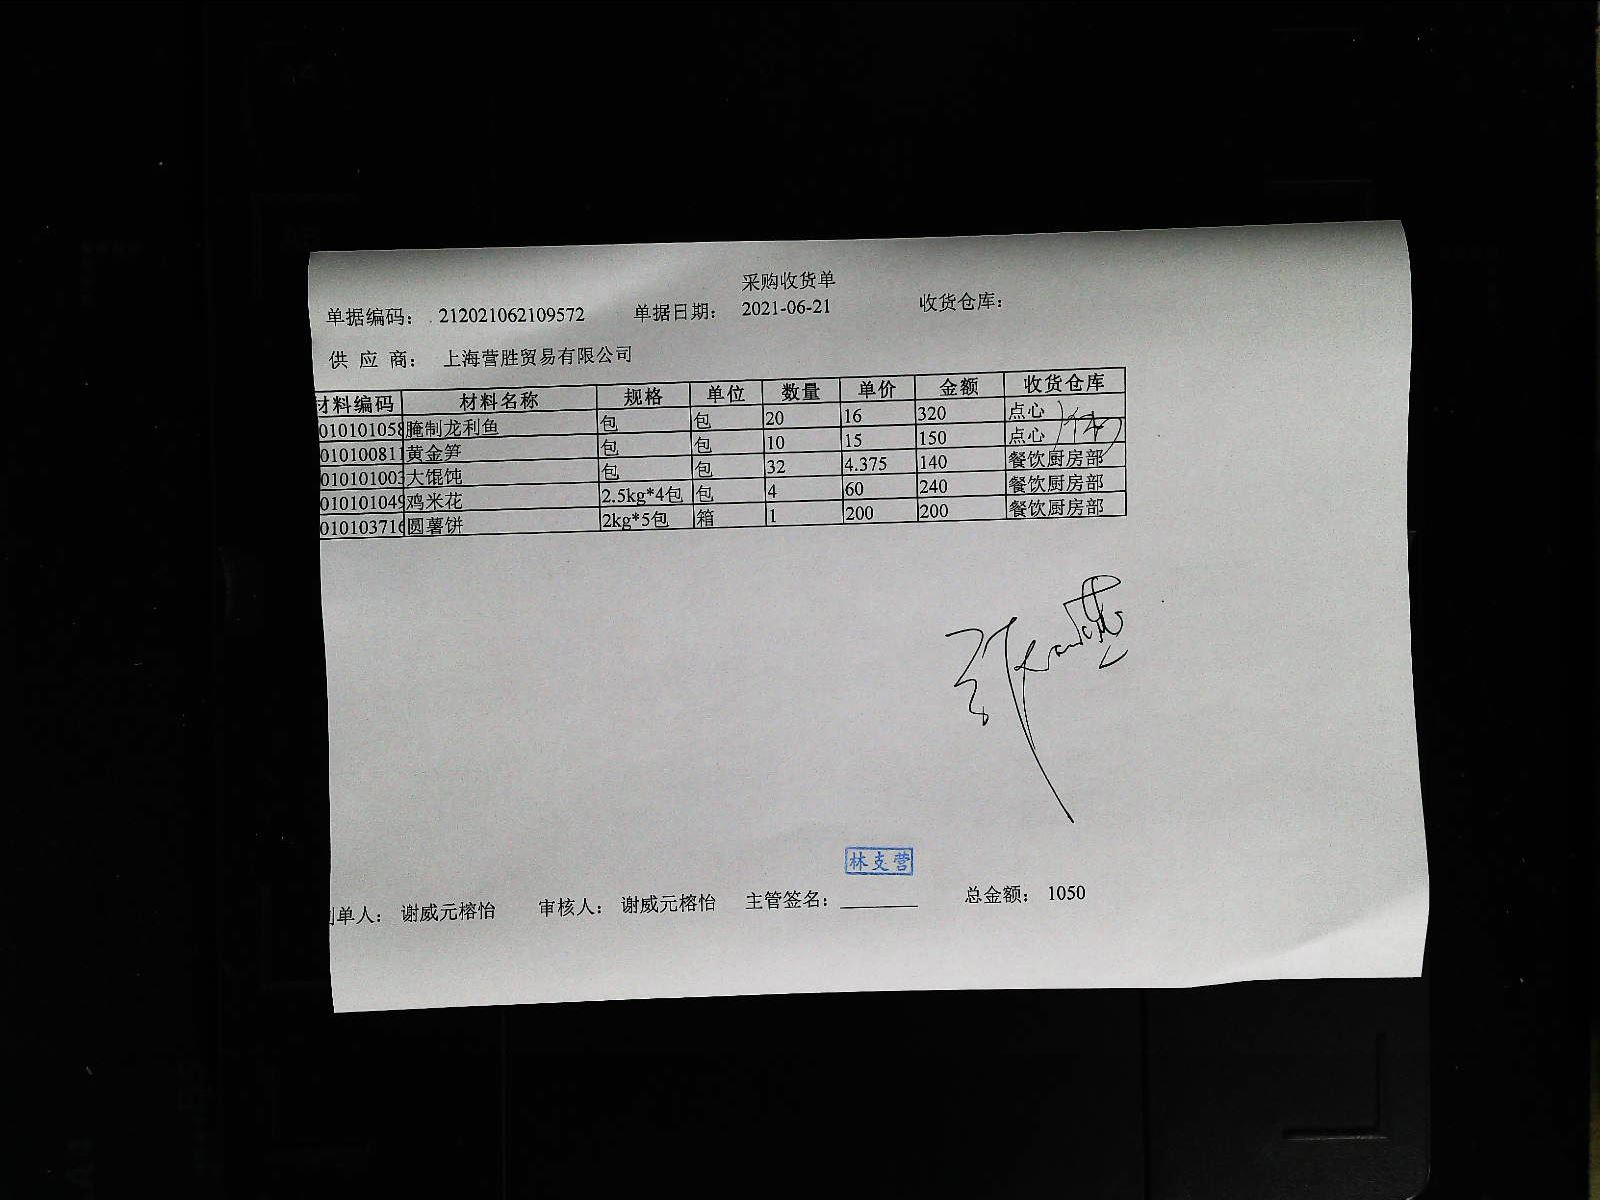 采购收货单
单据编码： 212021062109572 单据日期： 2021-06-21 收货仓库：
供 应 商： 上海营胜贸易有限公司
材料编码 材料名称 规格 单位 数量 单价 金额 收货仓库
010101058 腌制龙利鱼 包 包 20 16 320 点心
010100811 黄金笋 包 包 10 15 150 点心
010101003 大馄饨 包 包 32 4.375 140 餐饮厨房部
010101049 鸡米花 2.5kg*4包 包 4 60 240 餐饮厨房部
010103716 圆薯饼 2kg*5包 箱 1 200 200 餐饮厨房部
林支营
制单人： 谢威元榕怡 审核人： 谢威元榕怡 主管签名： 总金额： 1050